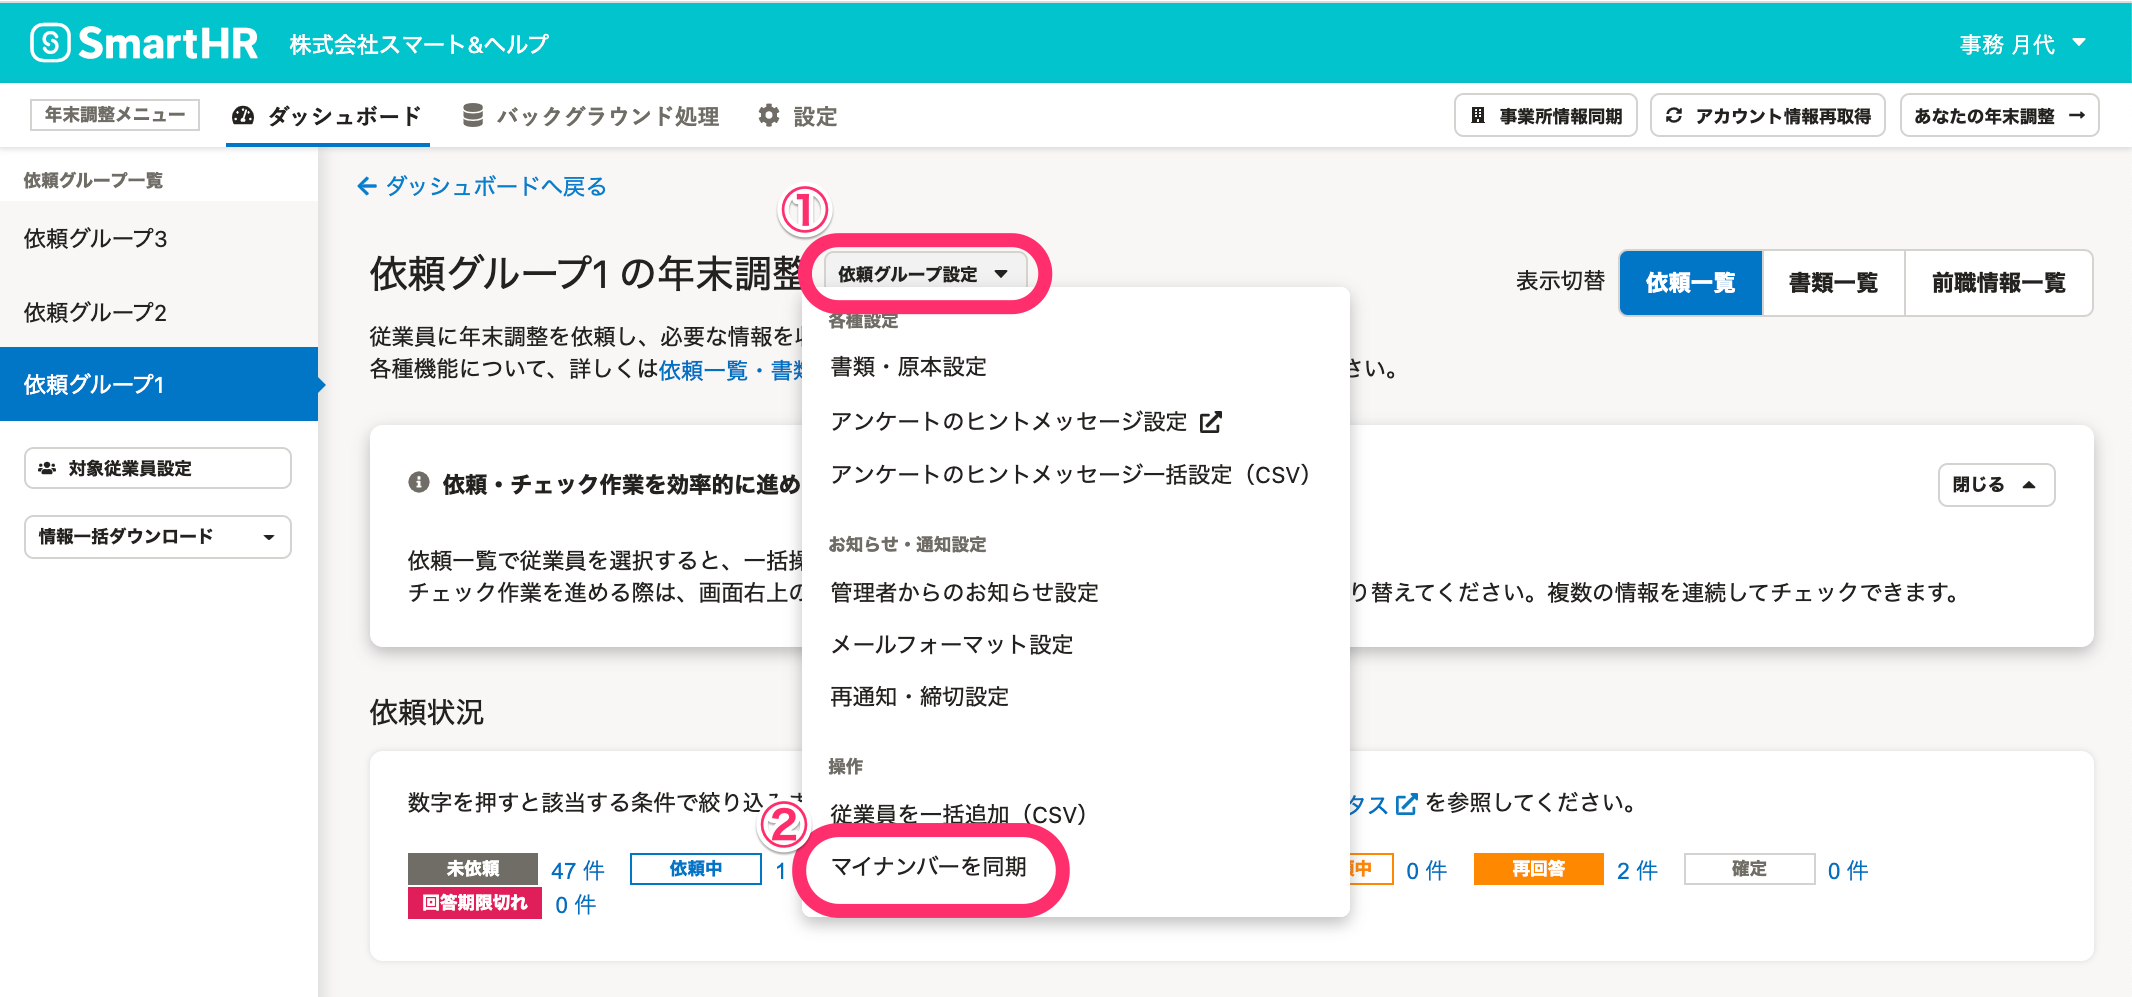 SmartHR 株式会社スマート&ヘルプ 事務 月代
年末調整メニュー ダッシュボード バックグラウンド処理 設定 事業所情報同期 アカウント情報再取得 あなたの年末調整 →
依頼グループ一覧
依頼グループ3
依頼グループ2
依頼グループ1
対象従業員設定
情報一括ダウンロード
← ダッシュボードへ戻る
①
依頼グループ1 の年末調整 依頼グループ設定
表示切替 依頼一覧 書類一覧 前職情報一覧
従業員に年末調整を依頼し、必要な情報を
各種機能について、詳しくは依頼一覧・書 さい。
各種設定
書類・原本設定
アンケートのヒントメッセージ設定
アンケートのヒントメッセージ一括設定（CSV）
お知らせ・通知設定
管理者からのお知らせ設定
メールフォーマット設定
再通知・締切設定
操作
従業員を一括追加（CSV）
②
マイナンバーを同期
依頼・チェック作業を効率的に進め 閉じる
依頼一覧で従業員を選択すると、一括操
チェック作業を進める際は、画面右上の り替えてください。複数の情報を連続してチェックできます。
依頼状況
数字を押すと該当する条件で絞り込 タス を参照してください。
未依頼 47 件 依頼中 1 中 0 件 再回答 2 件 確定 0 件
回答期限切れ 0 件